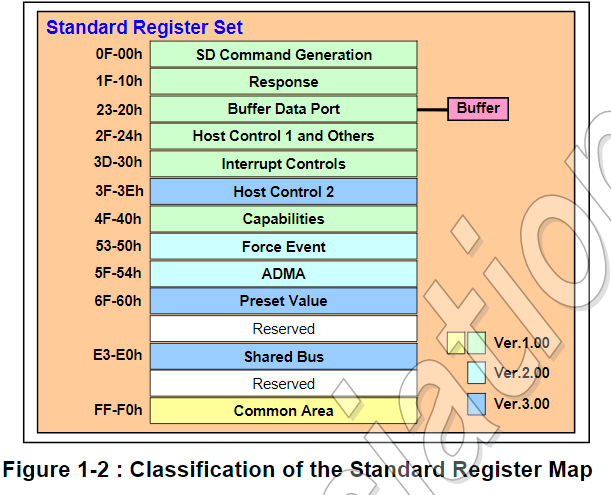 Standard Register Set
0F-00h SD Command Generation
1F-10h Response
23-20h Buffer Data Port Buffer
2F-24h Host Control 1 and Others
3D-30h Interrupt Controls
3F-3Eh Host Control 2
4F-40h Capabilities
53-50h Force Event
5F-54h ADMA
6F-60h Preset Value
Reserved
Ver.1.00
E3-E0h Shared Bus
Ver.2.00
Reserved
FF-F0h Common Area
Ver.3.00
Figure 1-2 : Classification of the Standard Register Map